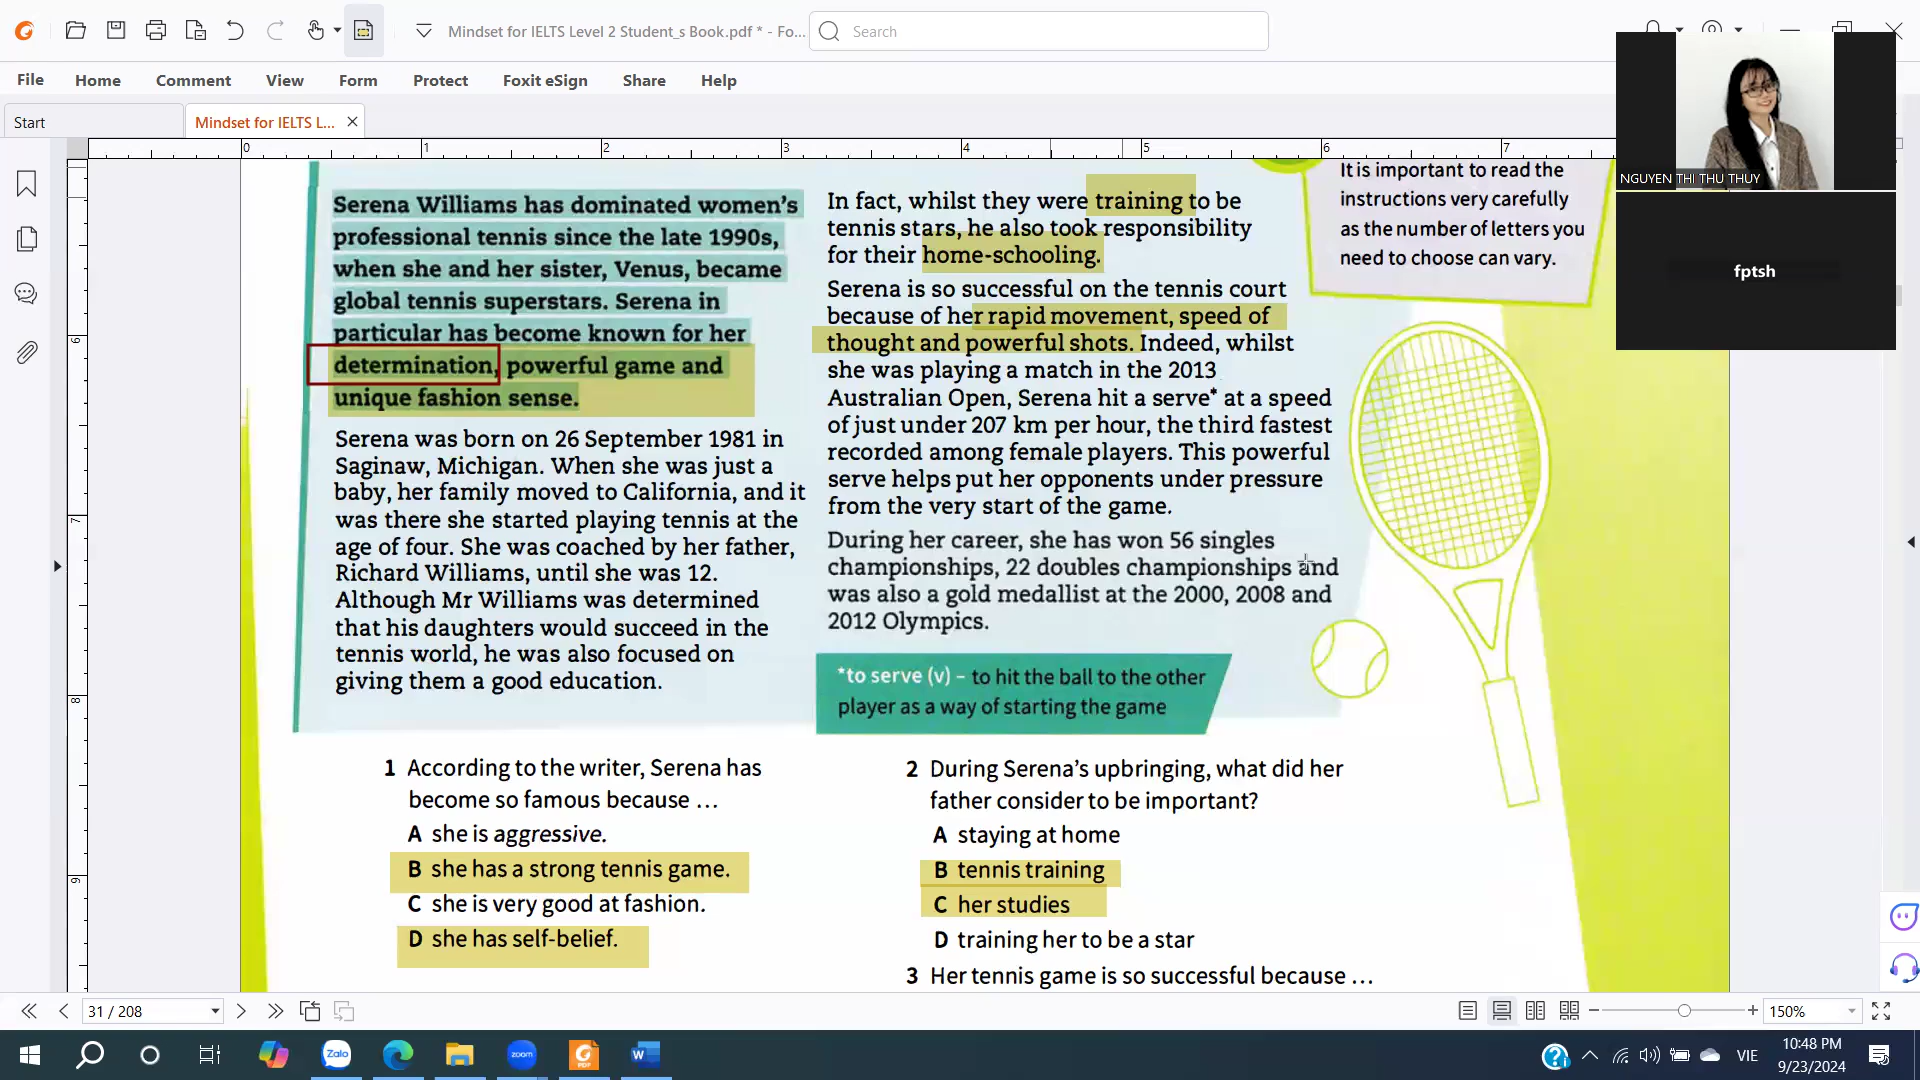 Mindset for IELTS Level 2 Student_s Book.pdf * - Fo...
Search
File
Home
Comment
View
Form
Protect
Foxit eSign
Share
Help
Start
Mindset for IELTS L...
0 1 2 3 4 5 6 7
6
7
8
9
Serena Williams has dominated women's
professional tennis since the late 1990s,
when she and her sister, Venus, became
global tennis superstars. Serena in
particular has become known for her
determination, powerful game and
unique fashion sense.
Serena was born on 26 September 1981 in
Saginaw, Michigan. When she was just a
baby, her family moved to California, and it
was there she started playing tennis at the
age of four. She was coached by her father,
Richard Williams, until she was 12.
Although Mr Williams was determined
that his daughters would succeed in the
tennis world, he was also focused on
giving them a good education.
In fact, whilst they were training to be
tennis stars, he also took responsibility
for their home-schooling.
Serena is so successful on the tennis court
because of her rapid movement, speed of
thought and powerful shots. Indeed, whilst
she was playing a match in the 2013
Australian Open, Serena hit a serve* at a speed
of just under 207 km per hour, the third fastest
recorded among female players. This powerful
serve helps put her opponents under pressure
from the very start of the game.
During her career, she has won 56 singles
championships, 22 doubles championships and
was also a gold medallist at the 2000, 2008 and
2012 Olympics.
*to serve (v) – to hit the ball to the other
player as a way of starting the game
It is important to read the
instructions very carefully
as the number of letters you
need to choose can vary.
NGUYEN THI THU THUY
fptsh
1 According to the writer, Serena has
become so famous because …
A she is aggressive.
B she has a strong tennis game.
C she is very good at fashion.
D she has self-belief.
2 During Serena's upbringing, what did her
father consider to be important?
A staying at home
B tennis training
C her studies
D training her to be a star
3 Her tennis game is so successful because …
31 / 208
150%
Zalo
zoom
PDF
VIE
10:48 PM
9/23/2024